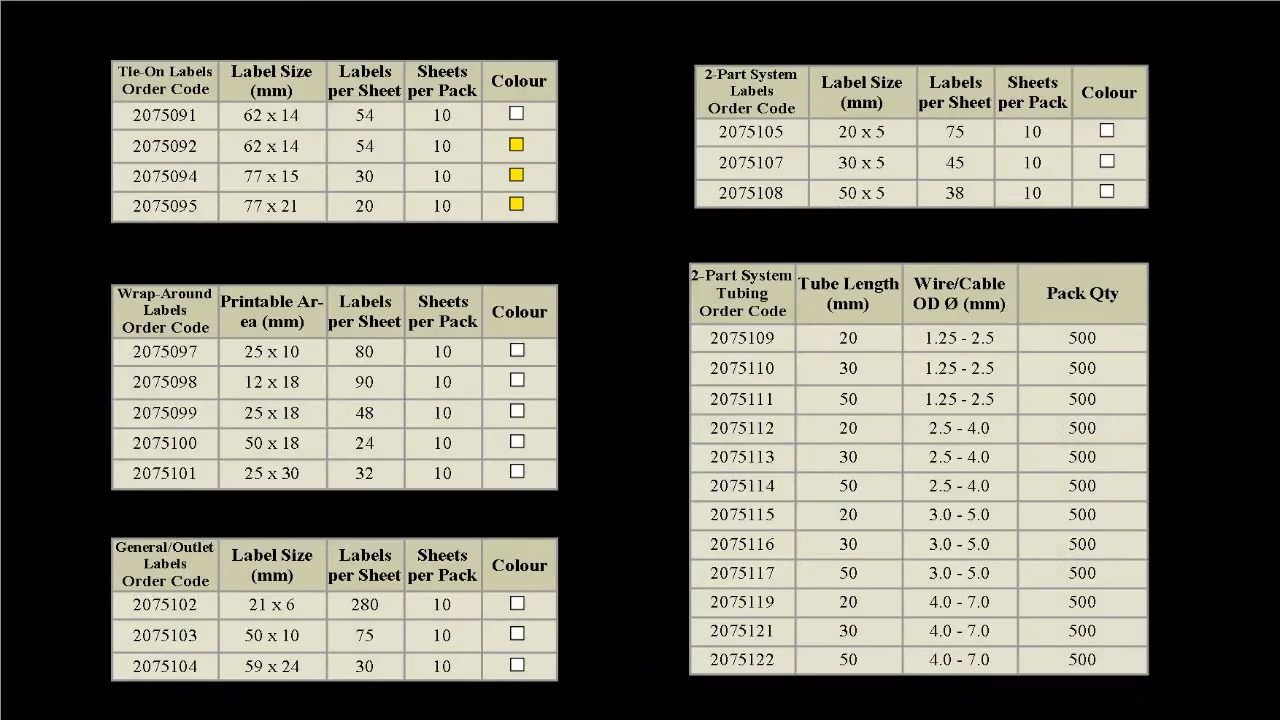 Tie-On Labels Order Code Label Size (mm) Labels per Sheet Sheets per Pack Colour
2075091 62 x 14 54 10
2075092 62 x 14 54 10
2075094 77 x 15 30 10
2075095 77 x 21 20 10
Wrap-Around Labels Order Code Printable Ar-ea (mm) Labels per Sheet Sheets per Pack Colour
2075097 25 x 10 80 10
2075098 12 x 18 90 10
2075099 25 x 18 48 10
2075100 50 x 18 24 10
2075101 25 x 30 32 10
General/Outlet Labels Order Code Label Size (mm) Labels per Sheet Sheets per Pack Colour
2075102 21 x 6 280 10
2075103 50 x 10 75 10
2075104 59 x 24 30 10
2-Part System Labels Order Code Label Size (mm) Labels per Sheet Sheets per Pack Colour
2075105 20 x 5 75 10
2075107 30 x 5 45 10
2075108 50 x 5 38 10
2-Part System Tubing Order Code Tube Length (mm) Wire/Cable OD Ø (mm) Pack Qty
2075109 20 1.25 - 2.5 500
2075110 30 1.25 - 2.5 500
2075111 50 1.25 - 2.5 500
2075112 20 2.5 - 4.0 500
2075113 30 2.5 - 4.0 500
2075114 50 2.5 - 4.0 500
2075115 20 3.0 - 5.0 500
2075116 30 3.0 - 5.0 500
2075117 50 3.0 - 5.0 500
2075119 20 4.0 - 7.0 500
2075121 30 4.0 - 7.0 500
2075122 50 4.0 - 7.0 500